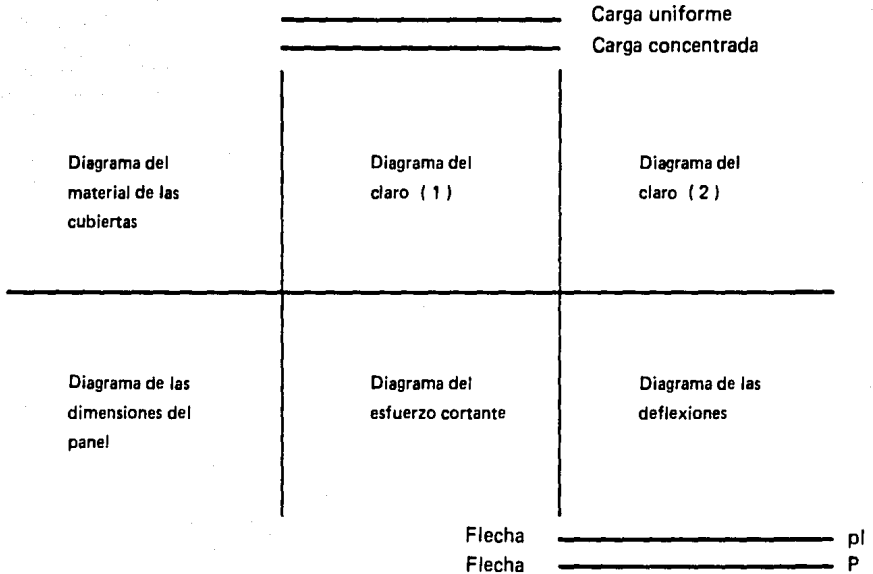 Carga uniforme
Carga concentrada
Diagrama del
material de las
cubiertas
Diagrama del
claro ( 1 )
Diagrama del
claro ( 2 )
Diagrama de las
dimensiones del
panel
Diagrama del
esfuerzo cortante
Diagrama de las
deflexiones
Flecha pl
Flecha P